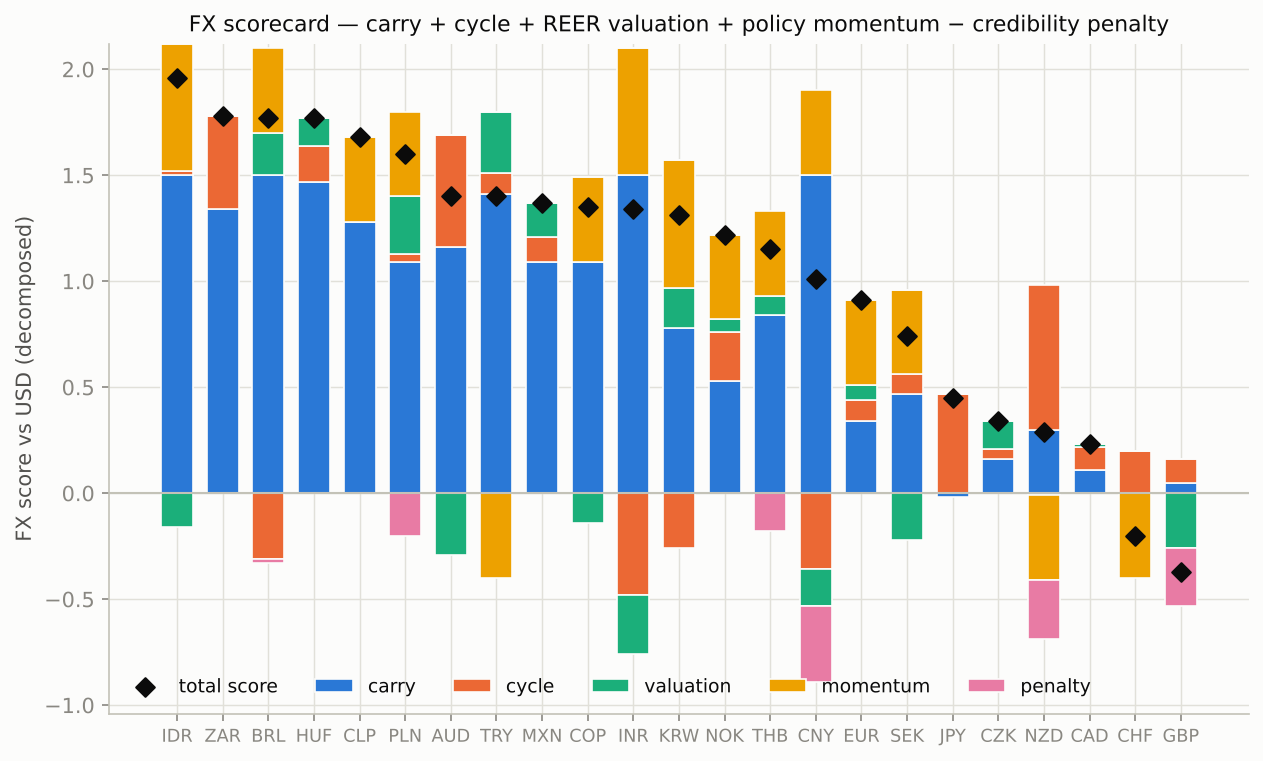 FX scorecard — carry + cycle + REER valuation + policy momentum − credibility penalty
FX score vs USD (decomposed)
2.0
1.5
1.0
0.5
0.0
−0.5
−1.0
total score carry cycle valuation momentum penalty
IDR ZAR BRL HUF CLP PLN AUD TRY MXN COP INR KRW NOK THB CNY EUR SEK JPY CZK NZD CAD CHF GBP